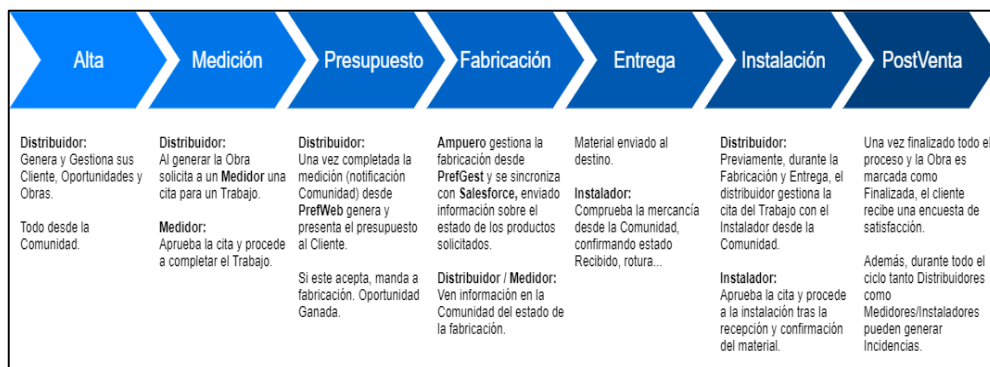 Alta
Medición
Presupuesto
Fabricación
Entrega
Instalación
PostVenta
Distribuidor:
Genera y Gestiona sus
Cliente, Oportunidades y
Obras.
Todo desde la
Comunidad.
Distribuidor:
Al generar la Obra
solicita a un Medidor una
cita para un Trabajo.
Medidor:
Aprueba la cita y procede
a completar el Trabajo.
Distribuidor:
Una vez completada la
medición (notificación
Comunidad) desde
PrefWeb genera y
presenta el presupuesto
al Cliente.
Si este acepta, manda a
fabricación. Oportunidad
Ganada.
Ampuero gestiona la
fabricación desde
PrefGest y se sincroniza
con Salesforce, enviado
información sobre el
estado de los productos
solicitados.
Distribuidor / Medidor:
Ven información en la
Comunidad del estado de
la fabricación.
Material enviado al
destino.
Instalador:
Comprueba la mercancía
desde la Comunidad,
confirmando estado
Recibido, rotura...
Distribuidor:
Previamente, durante la
Fabricación y Entrega, el
distribuidor gestiona la
cita del Trabajo con el
Instalador desde la
Comunidad.
Instalador:
Aprueba la cita y procede
a la instalación tras la
recepción y confirmación
del material.
Una vez finalizado todo el
proceso y la Obra es
marcada como
Finalizada, el cliente
recibe una encuesta de
satisfacción.
Además, durante todo el
ciclo tanto Distribuidores
como
Medidores/Instaladores
pueden generar
Incidencias.